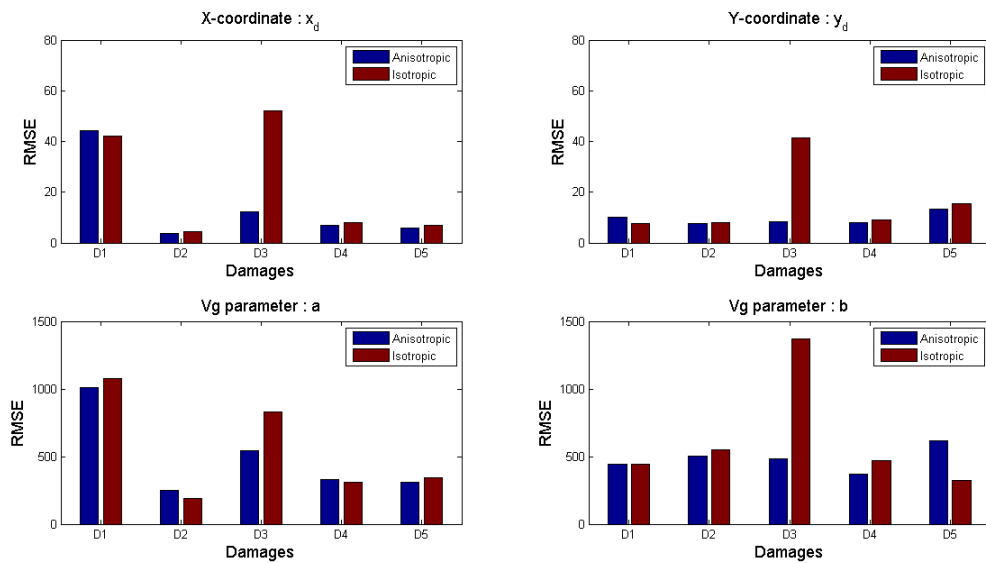 X-coordinate : x_d
80
60
40
20
0
RMSE
Anisotropic
Isotropic
D1 D2 D3 D4 D5
Damages
Y-coordinate : y_d
80
60
40
20
0
RMSE
Anisotropic
Isotropic
D1 D2 D3 D4 D5
Damages
Vg parameter : a
1500
1000
500
0
RMSE
Anisotropic
Isotropic
D1 D2 D3 D4 D5
Damages
Vg parameter : b
1500
1000
500
0
RMSE
Anisotropic
Isotropic
D1 D2 D3 D4 D5
Damages